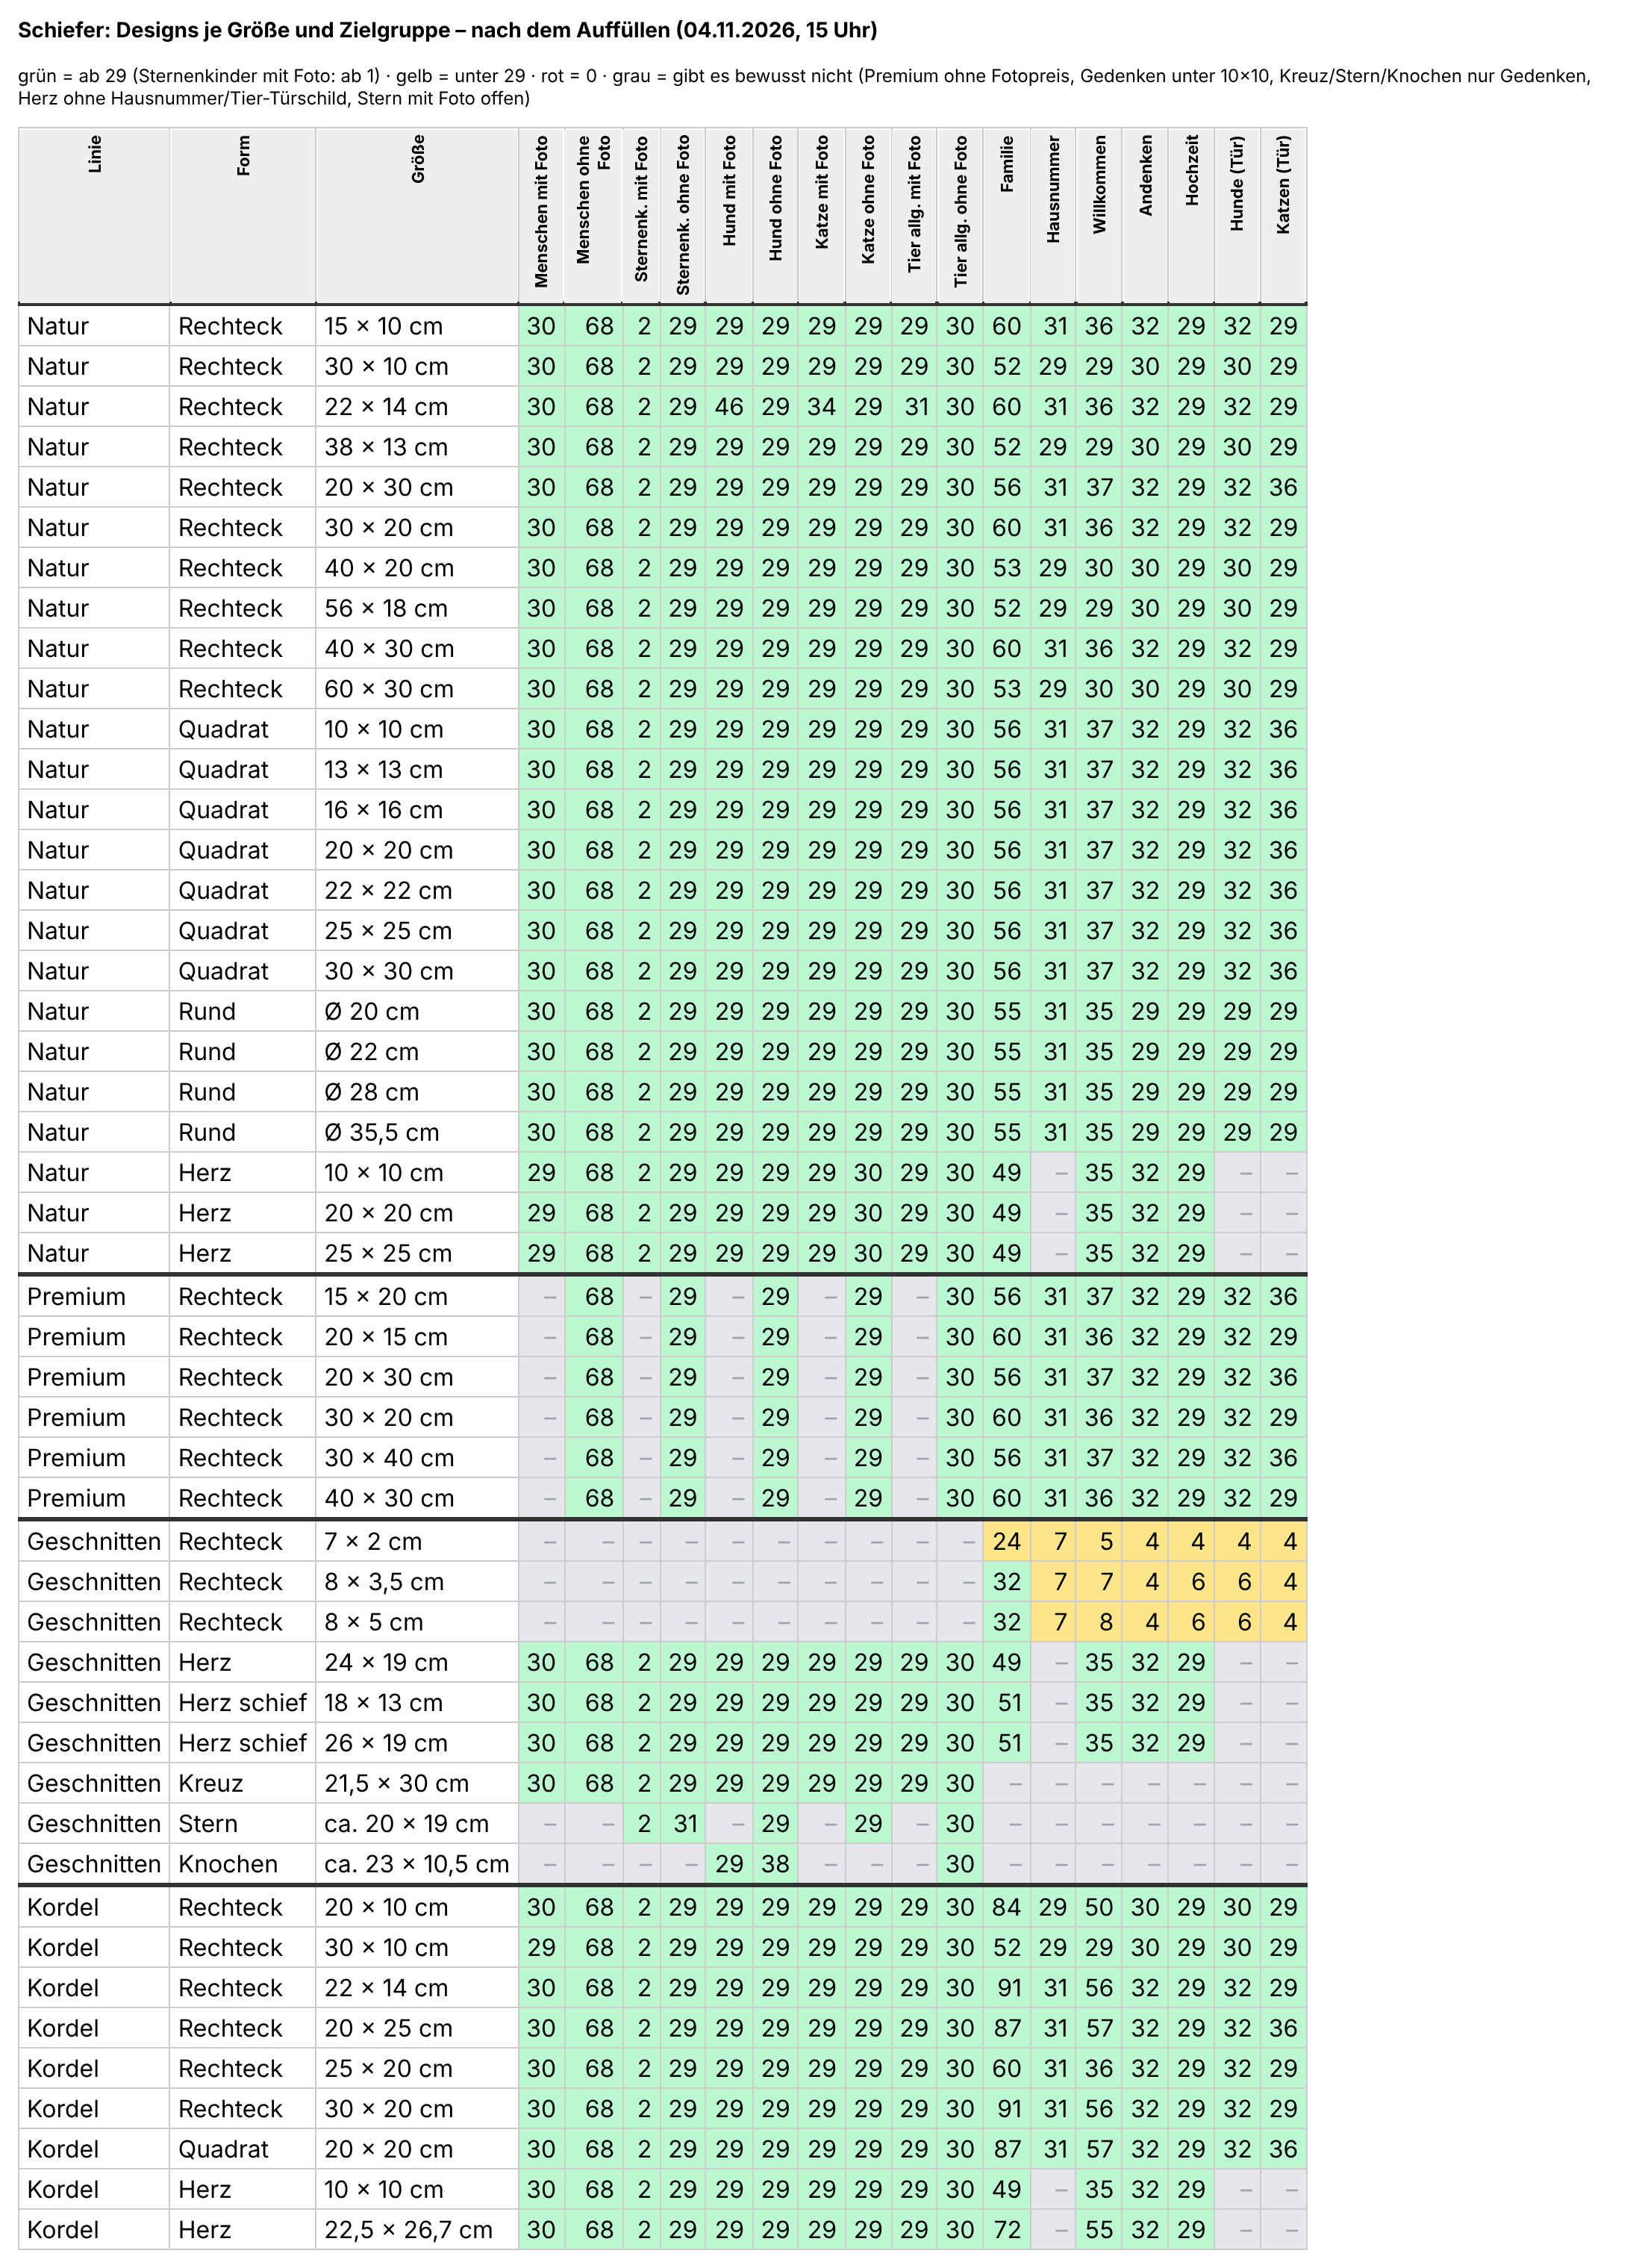 Schiefer: Designs je Größe und Zielgruppe – nach dem Auffüllen (04.11.2026, 15 Uhr)
grün = ab 29 (Sternenkinder mit Foto: ab 1) · gelb = unter 29 · rot = 0 · grau = gibt es bewusst nicht (Premium ohne Fotopreis, Gedenken unter 10×10, Kreuz/Stern/Knochen nur Gedenken,
Herz ohne Hausnummer/Tier-Türschild, Stern mit Foto offen)
Linie Form Größe Menschen mit Foto Menschen ohne Foto Sternenk. mit Foto Sternenk. ohne Foto Hund mit Foto Hund ohne Foto Katze mit Foto Katze ohne Foto Tier allg. mit Foto Tier allg. ohne Foto Familie Hausnummer Willkommen Andenken Hochzeit Hunde (Tür) Katzen (Tür)
Natur Rechteck 15 × 10 cm 30 68 2 29 29 29 29 29 29 30 60 31 36 32 29 32 29
Natur Rechteck 30 × 10 cm 30 68 2 29 29 29 29 29 29 30 52 29 29 30 29 30 29
Natur Rechteck 22 × 14 cm 30 68 2 29 46 29 34 29 31 30 60 31 36 32 29 32 29
Natur Rechteck 38 × 13 cm 30 68 2 29 29 29 29 29 29 30 52 29 29 30 29 30 29
Natur Rechteck 20 × 30 cm 30 68 2 29 29 29 29 29 29 30 56 31 37 32 29 32 36
Natur Rechteck 30 × 20 cm 30 68 2 29 29 29 29 29 29 30 60 31 36 32 29 32 29
Natur Rechteck 40 × 20 cm 30 68 2 29 29 29 29 29 29 30 53 29 30 30 29 30 29
Natur Rechteck 56 × 18 cm 30 68 2 29 29 29 29 29 29 30 52 29 29 30 29 30 29
Natur Rechteck 40 × 30 cm 30 68 2 29 29 29 29 29 29 30 60 31 36 32 29 32 29
Natur Rechteck 60 × 30 cm 30 68 2 29 29 29 29 29 29 30 53 29 30 30 29 30 29
Natur Quadrat 10 × 10 cm 30 68 2 29 29 29 29 29 29 30 56 31 37 32 29 32 36
Natur Quadrat 13 × 13 cm 30 68 2 29 29 29 29 29 29 30 56 31 37 32 29 32 36
Natur Quadrat 16 × 16 cm 30 68 2 29 29 29 29 29 29 30 56 31 37 32 29 32 36
Natur Quadrat 20 × 20 cm 30 68 2 29 29 29 29 29 29 30 56 31 37 32 29 32 36
Natur Quadrat 22 × 22 cm 30 68 2 29 29 29 29 29 29 30 56 31 37 32 29 32 36
Natur Quadrat 25 × 25 cm 30 68 2 29 29 29 29 29 29 30 56 31 37 32 29 32 36
Natur Quadrat 30 × 30 cm 30 68 2 29 29 29 29 29 29 30 56 31 37 32 29 32 36
Natur Rund Ø 20 cm 30 68 2 29 29 29 29 29 29 30 55 31 35 29 29 29 29
Natur Rund Ø 22 cm 30 68 2 29 29 29 29 29 29 30 55 31 35 29 29 29 29
Natur Rund Ø 28 cm 30 68 2 29 29 29 29 29 29 30 55 31 35 29 29 29 29
Natur Rund Ø 35,5 cm 30 68 2 29 29 29 29 29 29 30 55 31 35 29 29 29 29
Natur Herz 10 × 10 cm 29 68 2 29 29 29 29 30 29 30 49 – 35 32 29 – –
Natur Herz 20 × 20 cm 29 68 2 29 29 29 29 30 29 30 49 – 35 32 29 – –
Natur Herz 25 × 25 cm 29 68 2 29 29 29 29 30 29 30 49 – 35 32 29 – –
Premium Rechteck 15 × 20 cm – 68 – 29 – 29 – 29 – 30 56 31 37 32 29 32 36
Premium Rechteck 20 × 15 cm – 68 – 29 – 29 – 29 – 30 60 31 36 32 29 32 29
Premium Rechteck 20 × 30 cm – 68 – 29 – 29 – 29 – 30 56 31 37 32 29 32 36
Premium Rechteck 30 × 20 cm – 68 – 29 – 29 – 29 – 30 60 31 36 32 29 32 29
Premium Rechteck 30 × 40 cm – 68 – 29 – 29 – 29 – 30 56 31 37 32 29 32 36
Premium Rechteck 40 × 30 cm – 68 – 29 – 29 – 29 – 30 60 31 36 32 29 32 29
Geschnitten Rechteck 7 × 2 cm – – – – – – – – – – 24 7 5 4 4 4 4
Geschnitten Rechteck 8 × 3,5 cm – – – – – – – – – – 32 7 7 4 6 6 4
Geschnitten Rechteck 8 × 5 cm – – – – – – – – – – 32 7 8 4 6 6 4
Geschnitten Herz 24 × 19 cm 30 68 2 29 29 29 29 29 29 30 49 – 35 32 29 – –
Geschnitten Herz schief 18 × 13 cm 30 68 2 29 29 29 29 29 29 30 51 – 35 32 29 – –
Geschnitten Herz schief 26 × 19 cm 30 68 2 29 29 29 29 29 29 30 51 – 35 32 29 – –
Geschnitten Kreuz 21,5 × 30 cm 30 68 2 29 29 29 29 29 29 30 – – – – – – –
Geschnitten Stern ca. 20 × 19 cm – – 2 31 – 29 – 29 – 30 – – – – – – –
Geschnitten Knochen ca. 23 × 10,5 cm – – – – 29 38 – – – 30 – – – – – – –
Kordel Rechteck 20 × 10 cm 30 68 2 29 29 29 29 29 29 30 84 29 50 30 29 30 29
Kordel Rechteck 30 × 10 cm 29 68 2 29 29 29 29 29 29 30 52 29 29 30 29 30 29
Kordel Rechteck 22 × 14 cm 30 68 2 29 29 29 29 29 29 30 91 31 56 32 29 32 29
Kordel Rechteck 20 × 25 cm 30 68 2 29 29 29 29 29 29 30 87 31 57 32 29 32 36
Kordel Rechteck 25 × 20 cm 30 68 2 29 29 29 29 29 29 30 60 31 36 32 29 32 29
Kordel Rechteck 30 × 20 cm 30 68 2 29 29 29 29 29 29 30 91 31 56 32 29 32 29
Kordel Quadrat 20 × 20 cm 30 68 2 29 29 29 29 29 29 30 87 31 57 32 29 32 36
Kordel Herz 10 × 10 cm 30 68 2 29 29 29 29 29 29 30 49 – 35 32 29 – –
Kordel Herz 22,5 × 26,7 cm 30 68 2 29 29 29 29 29 29 30 72 – 55 32 29 – –